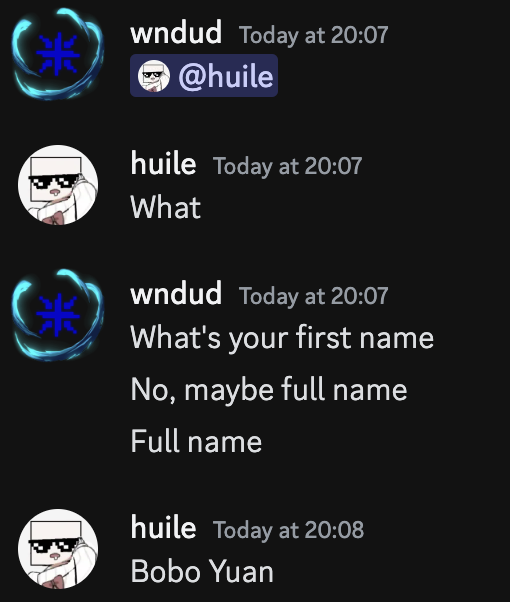 wndud Today at 20:07
@huile
huile Today at 20:07
What
wndud Today at 20:07
What's your first name
No, maybe full name
Full name
huile Today at 20:08
Bobo Yuan